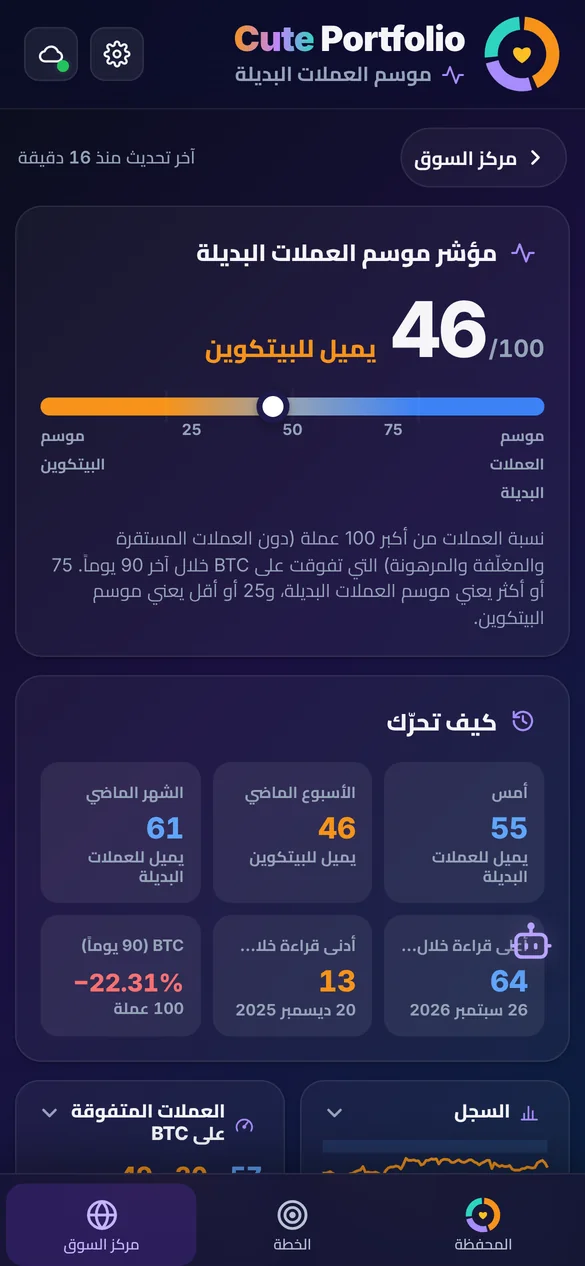 Cute Portfolio
موسم العملات البديلة
مركز السوق
آخر تحديث منذ 16 دقيقة
مؤشر موسم العملات البديلة
46/100 يميل للبيتكوين
25 50 75
موسم العملات البديلة
موسم البيتكوين
نسبة العملات من أكبر 100 عملة (دون العملات المستقرة
والمغلّفة والمرهونة) التي تفوقت على BTC خلال آخر 90 يوماً. 75
أو أكثر يعني موسم العملات البديلة، و25 أو أقل يعني موسم
البيتكوين.
كيف تحرّك
أمس
55
يميل للعملات
البديلة
الأسبوع الماضي
46
يميل للبيتكوين
الشهر الماضي
61
يميل للعملات
البديلة
قراءة خلال...
64
26 سبتمبر 2026
أدنى قراءة خلا...
13
20 ديسمبر 2025
BTC (90 يوماً)
−22.31%
100 عملة
السجل
العملات المتفوقة
على BTC
المحفظة
الخطة
مركز السوق